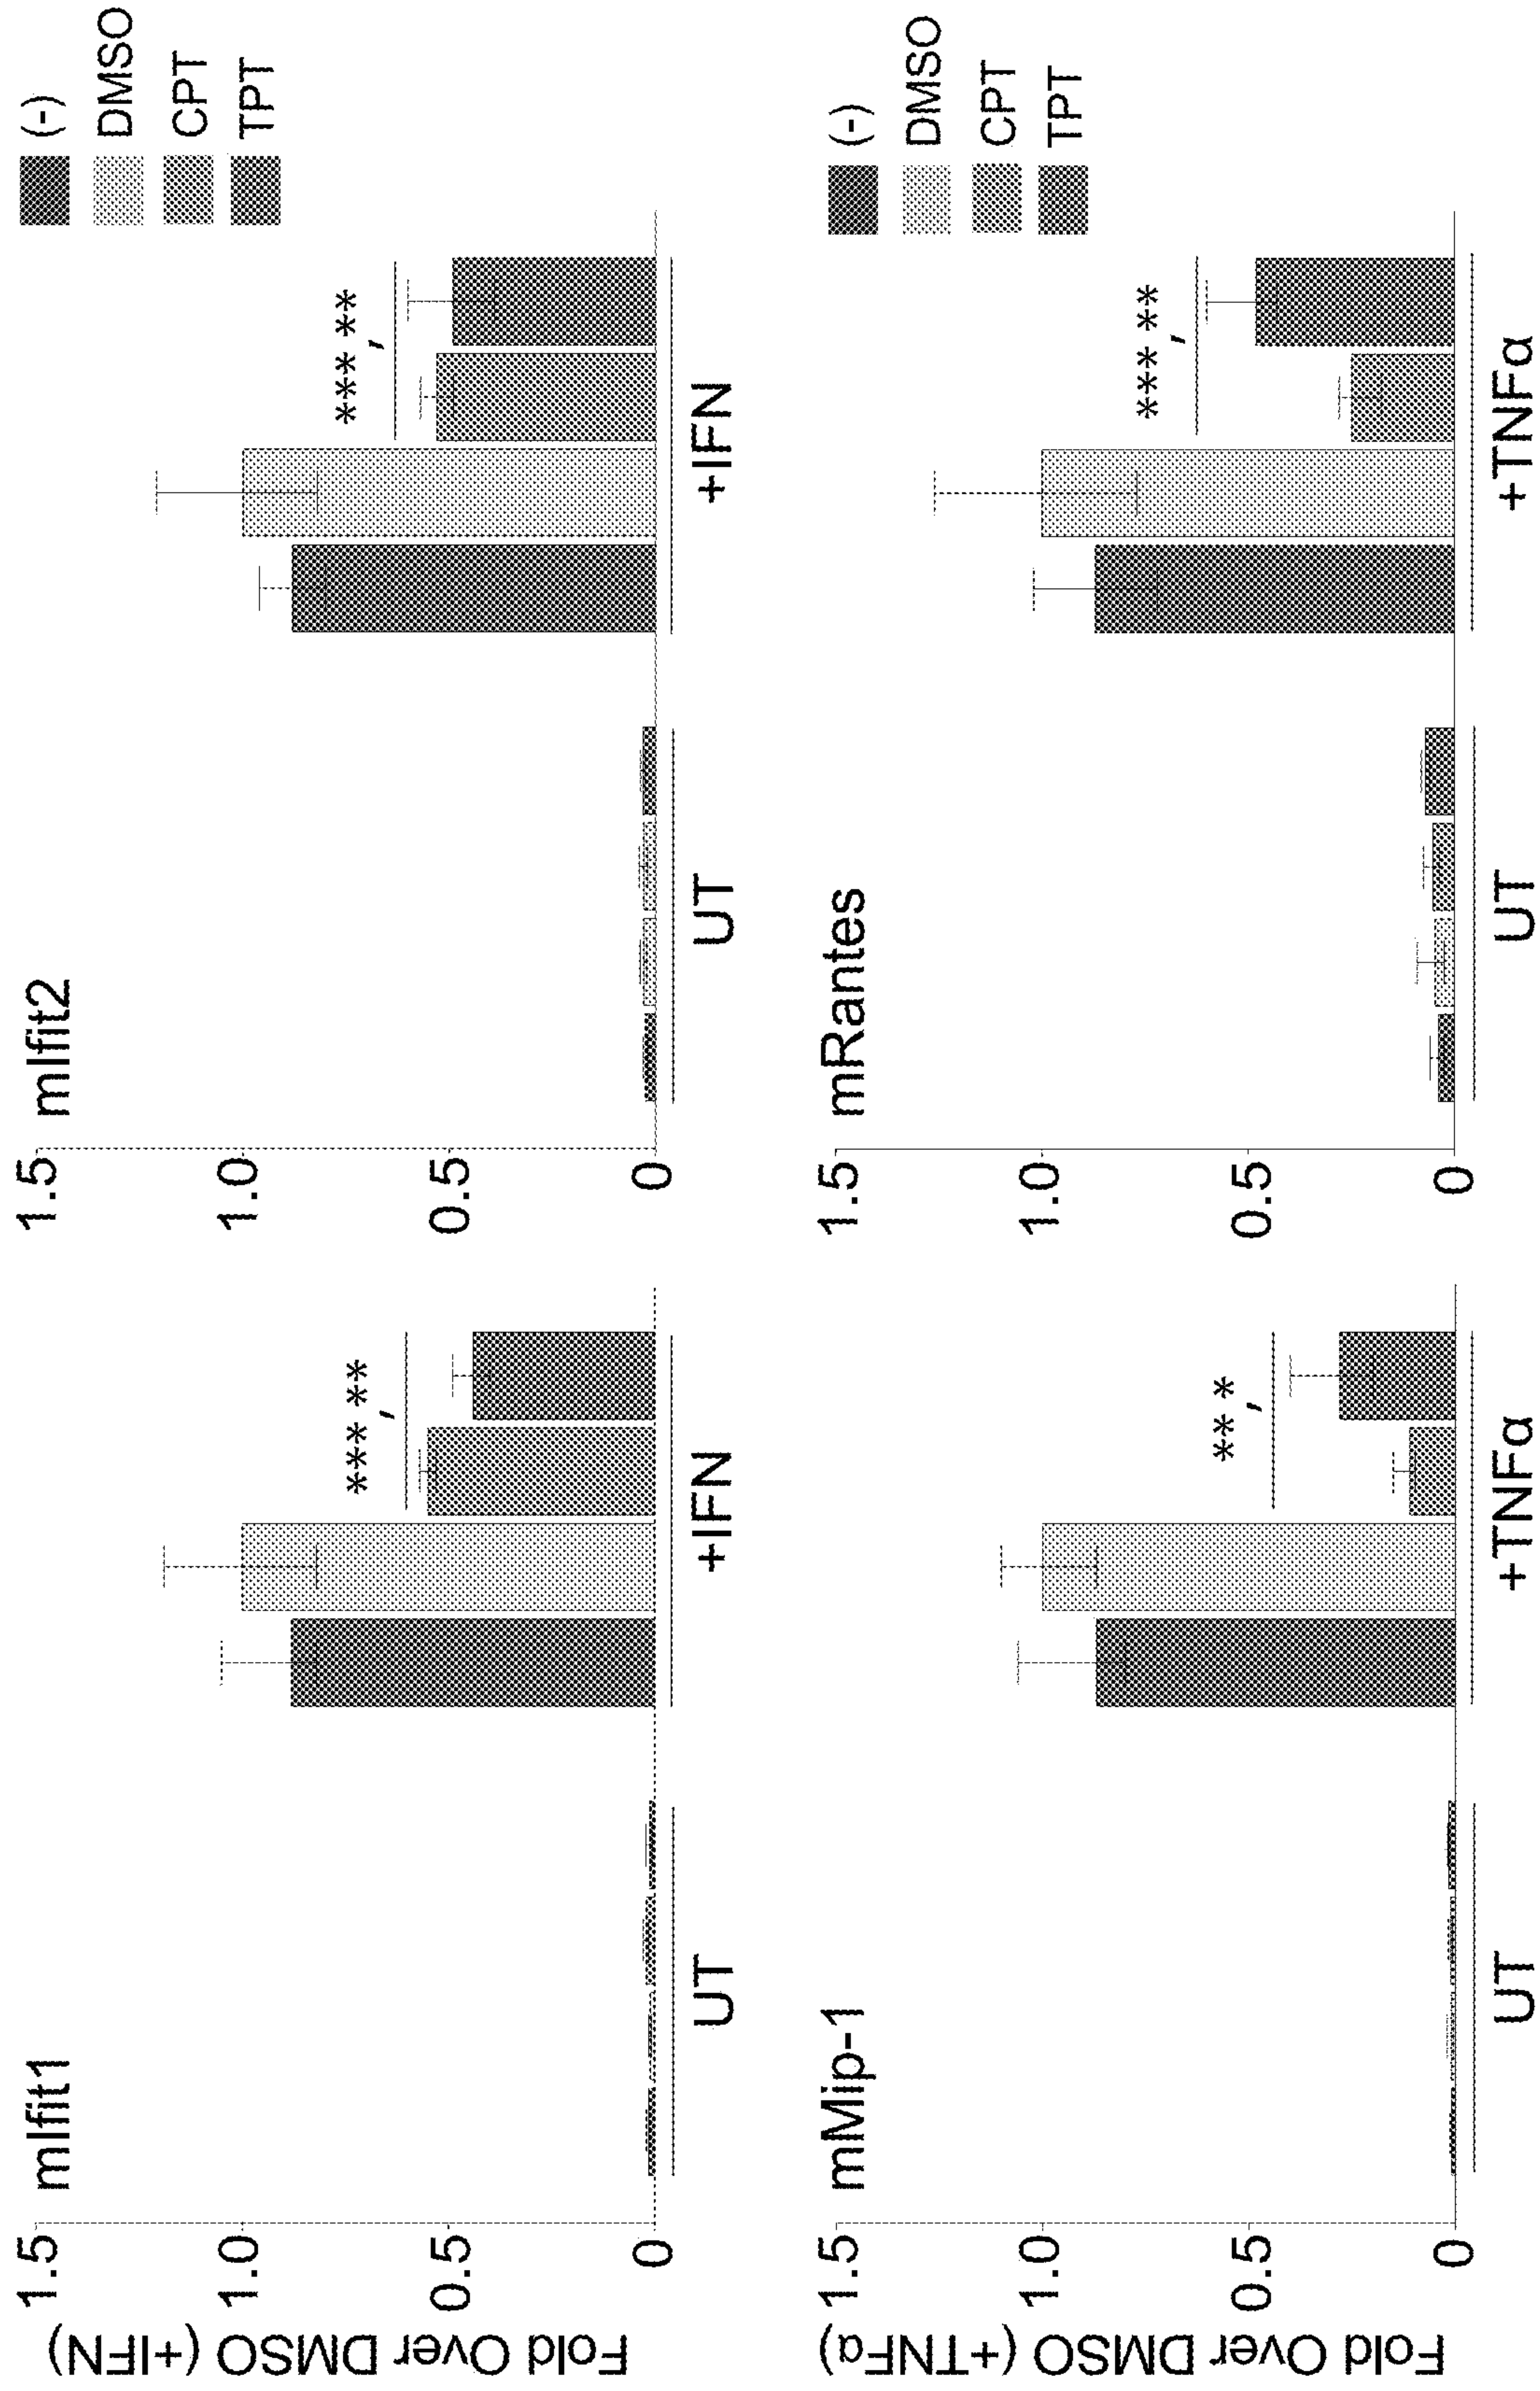 mIfit1
Fold Over DMSO (+IFN)
1.5
1.0
0.5
0
*** **
,
UT
+IFN
mIfit2
1.5
1.0
0.5
0
*** **
,
UT
+IFN
(-)
DMSO
CPT
TPT
mMip-1
Fold Over DMSO (+TNFα)
1.5
1.0
0.5
0
** *
,
UT
+TNFα
mRantes
1.5
1.0
0.5
0
*** **
,
UT
+TNFα
(-)
DMSO
CPT
TPT